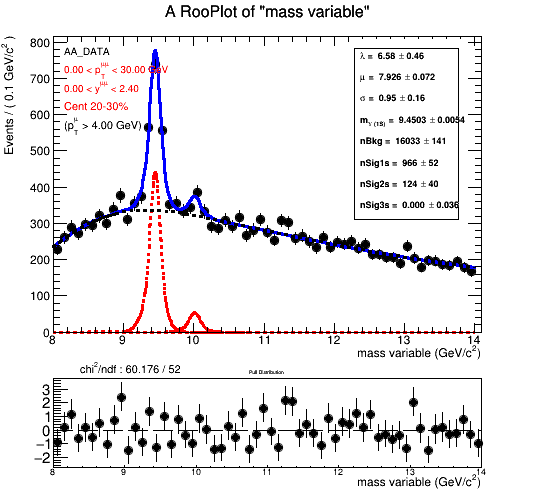 A RooPlot of "mass variable"
Events / ( 0.1 GeV/c² )
800
700
600
500
400
300
200
100
0
AA_DATA
0.00 < p_T^μμ < 30.00 GeV
0.00 < y^μμ < 2.40
Cent 20-30%
(p_T^μ > 4.00 GeV)
λ = 6.58 ± 0.46
μ = 7.926 ± 0.072
σ = 0.95 ± 0.16
m_Υ (1S) = 9.4503 ± 0.0054
nBkg = 16033 ± 141
nSig1s = 966 ± 52
nSig2s = 124 ± 40
nSig3s = 0.000 ± 0.036
8 9 10 11 12 13 14
mass variable (GeV/c²)
chi²/ndf : 60.176 / 52
Pull Distribution
3
2
1
0
−1
−2
8 9 10 11 12 13 14
mass variable (GeV/c²)